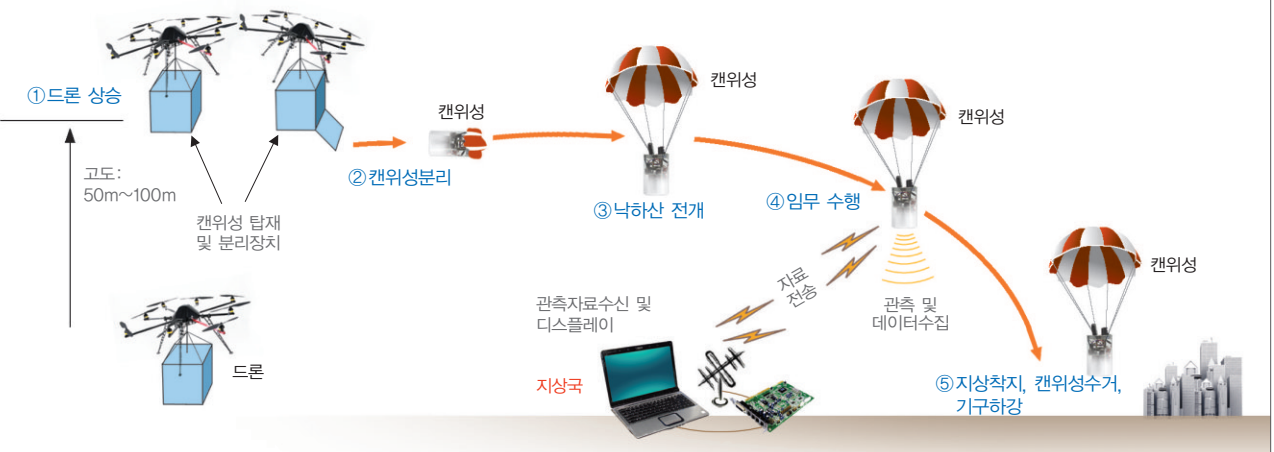 ①드론 상승
고도:
50m~100m
캔위성 탑재
및 분리장치
드론
캔위성
②캔위성분리
캔위성
③낙하산 전개
캔위성
④임무 수행
자료
전송
관측 및
데이터수집
관측자료수신 및
디스플레이
지상국
캔위성
⑤지상착지, 캔위성수거,
기구하강